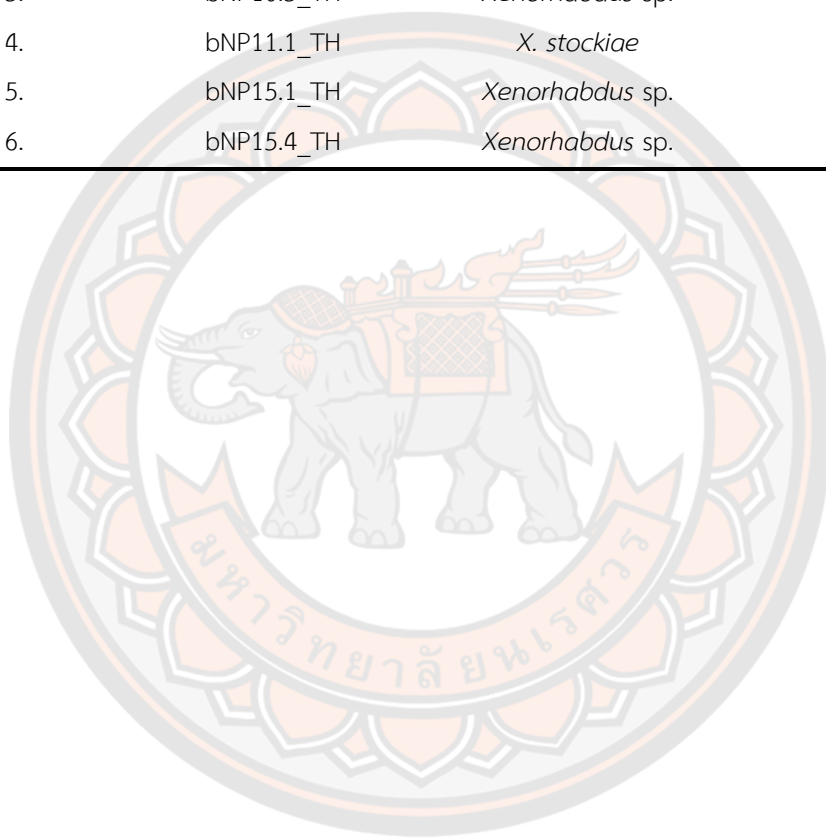 4. bNP11.1_TH X. stockiae
5. bNP15.1_TH Xenorhabdus sp.
6. bNP15.4_TH Xenorhabdus sp.
มหาวิทยาลัยนเรศวร